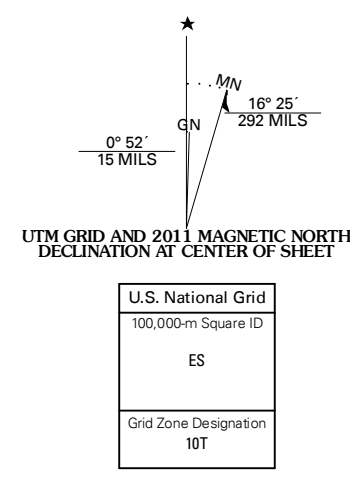 MN
GN
16° 25´
292 MILS
0° 52´
15 MILS
UTM GRID AND 2011 MAGNETIC NORTH
DECLINATION AT CENTER OF SHEET
U.S. National Grid
100,000-m Square ID
ES
Grid Zone Designation
10T